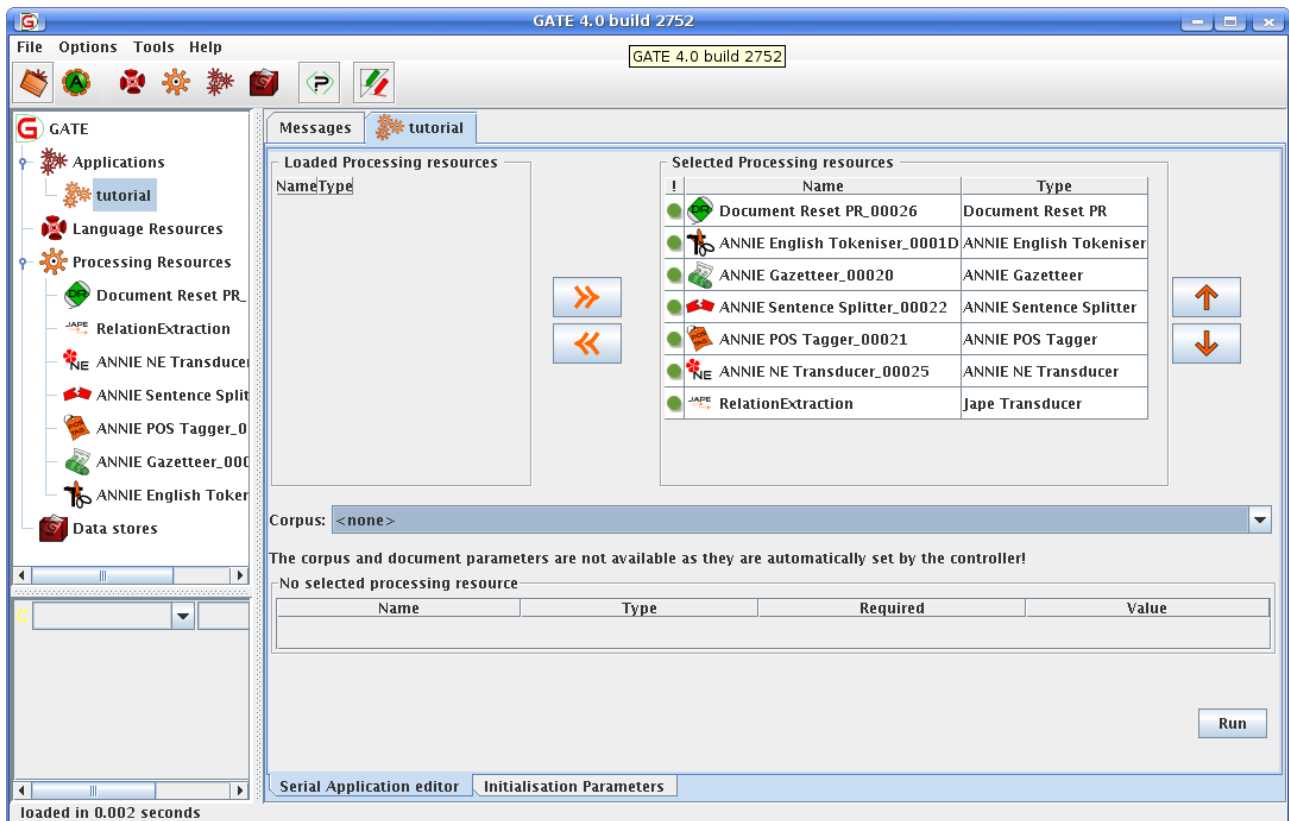 GATE 4.0 build 2752
File Options Tools Help
GATE 4.0 build 2752
GATE
Applications
tutorial
Language Resources
Processing Resources
Document Reset PR_
RelationExtraction
ANNIE NE Transducer
ANNIE Sentence Split
ANNIE POS Tagger_0
ANNIE Gazetteer_000
ANNIE English Token
Data stores
Messages tutorial
Loaded Processing resources
Name Type
Selected Processing resources
! Name Type
Document Reset PR_00026 Document Reset PR
ANNIE English Tokeniser_0001D ANNIE English Tokeniser
ANNIE Gazetteer_00020 ANNIE Gazetteer
ANNIE Sentence Splitter_00022 ANNIE Sentence Splitter
ANNIE POS Tagger_00021 ANNIE POS Tagger
ANNIE NE Transducer_00025 ANNIE NE Transducer
RelationExtraction Jape Transducer
Corpus: <none>
The corpus and document parameters are not available as they are automatically set by the controller!
No selected processing resource
Name Type Required Value
C
Run
Serial Application editor Initialisation Parameters
loaded in 0.002 seconds